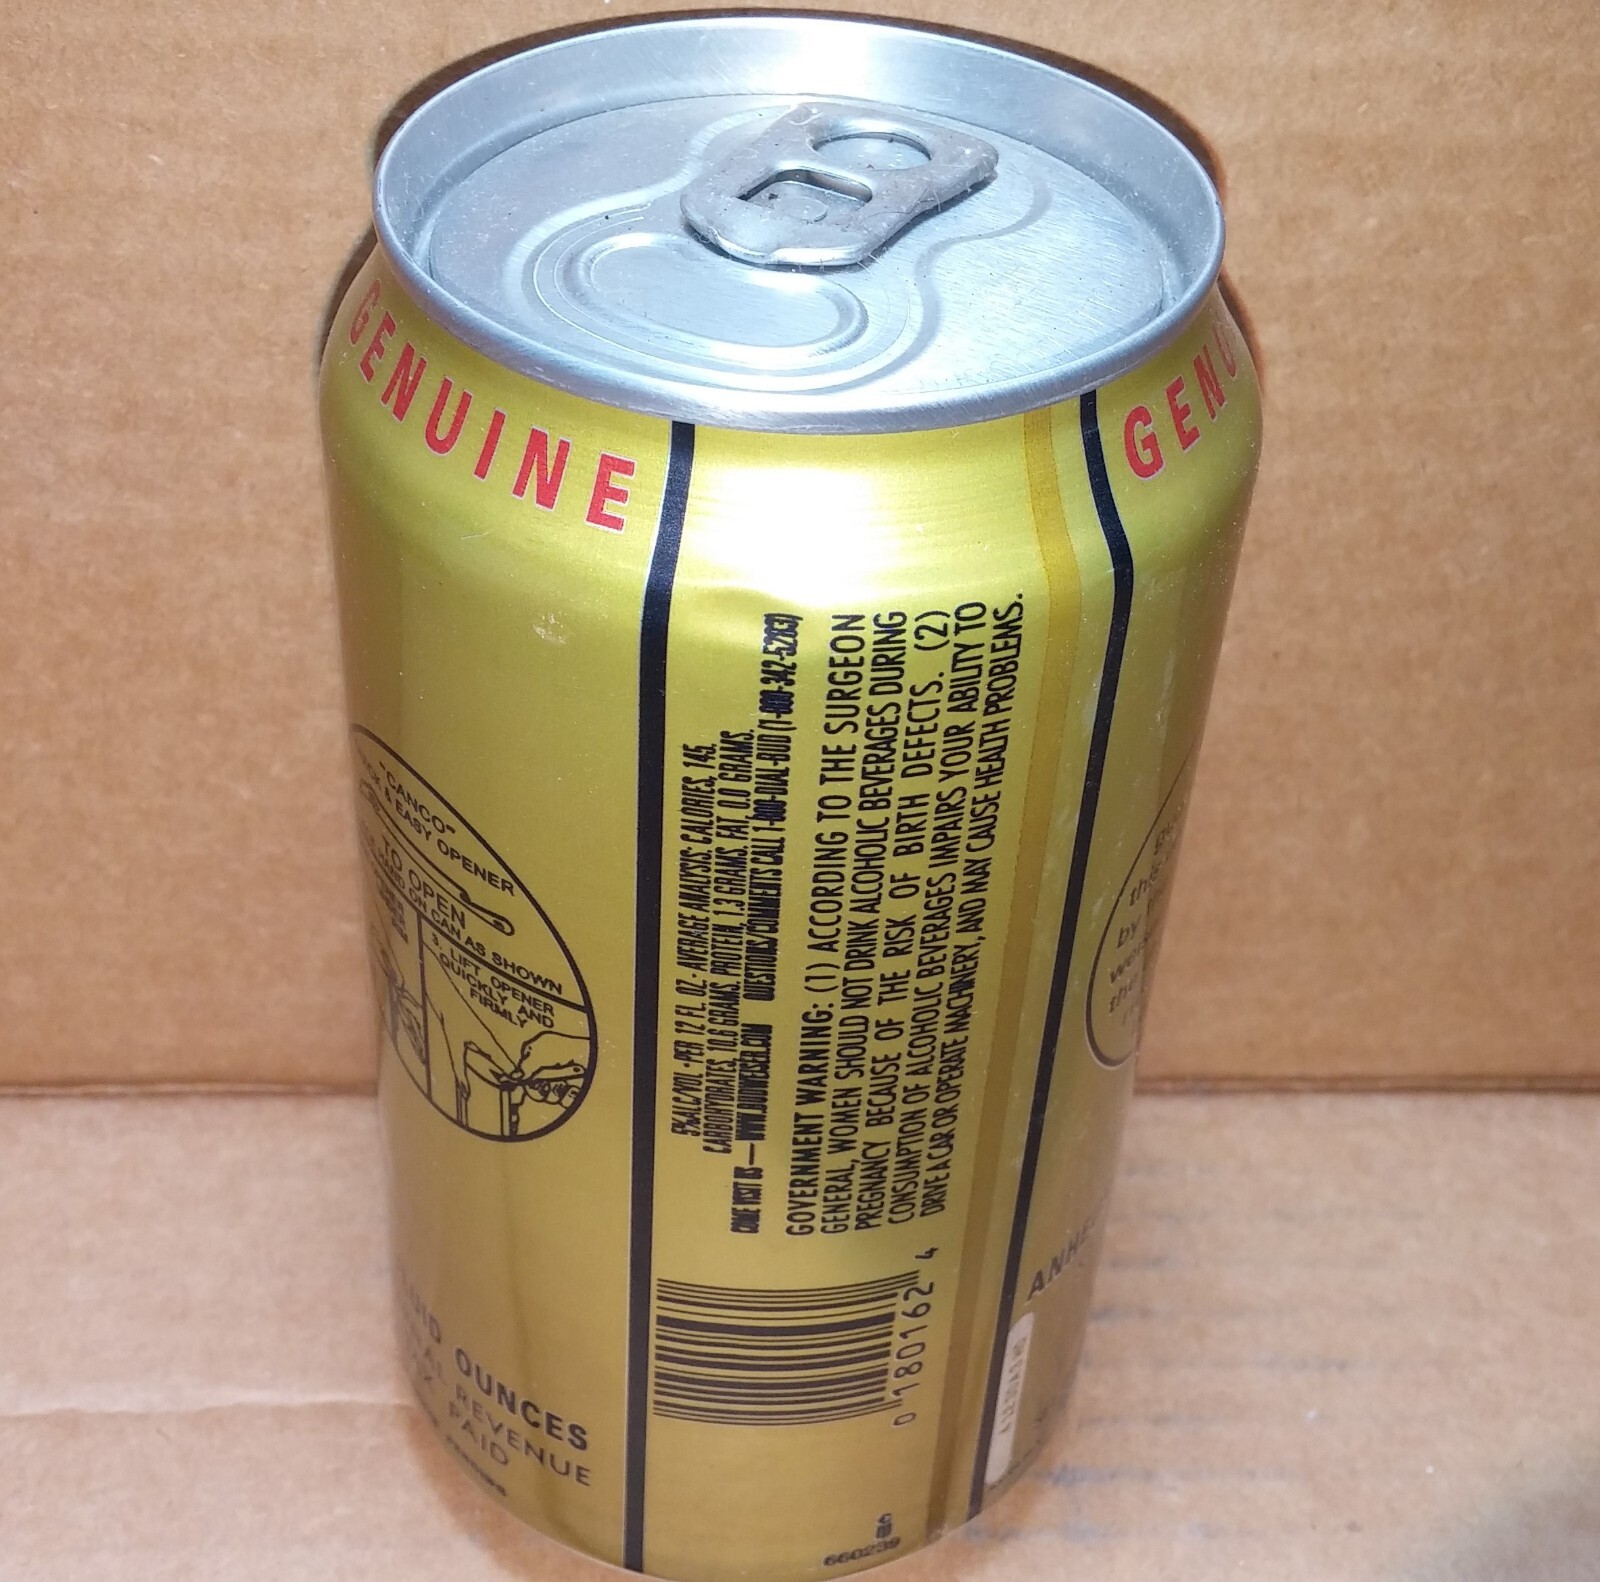 GENUINE
GENU
"CANCO"
& EASY OPENER
TO OPEN
HAND ON CAN AS SHOWN
3. LIFT OPENER
QUICKLY AND
FIRMLY
OUNCES
REVENUE
PAID
5% ALC/VOL - PER 12 FL. OZ. - AVERAGE ANALYSIS: CALORIES, 145,
CARBOHYDRATES, 10.6 GRAMS, PROTEIN, 1.3 GRAMS, FAT, 0.0 GRAMS.
COME VISIT US — WWW.BUDWEISER.COM QUESTIONS/COMMENTS CALL 1-800-DIAL-BUD (1-800-342-5283)
GOVERNMENT WARNING: (1) ACCORDING TO THE SURGEON
GENERAL, WOMEN SHOULD NOT DRINK ALCOHOLIC BEVERAGES DURING
PREGNANCY BECAUSE OF THE RISK OF BIRTH DEFECTS. (2)
CONSUMPTION OF ALCOHOLIC BEVERAGES IMPAIRS YOUR ABILITY TO
DRIVE A CAR OR OPERATE MACHINERY, AND MAY CAUSE HEALTH PROBLEMS.
0 180162 4
660239
by
ANHE